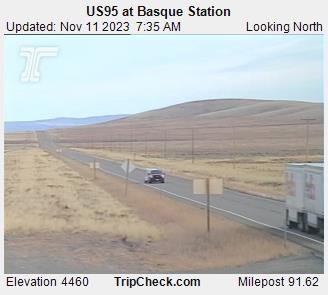 US95 at Basque Station
Updated: Nov 11 2023 7:35 AM Looking North
Elevation 4460 TripCheck.com Milepost 91.62